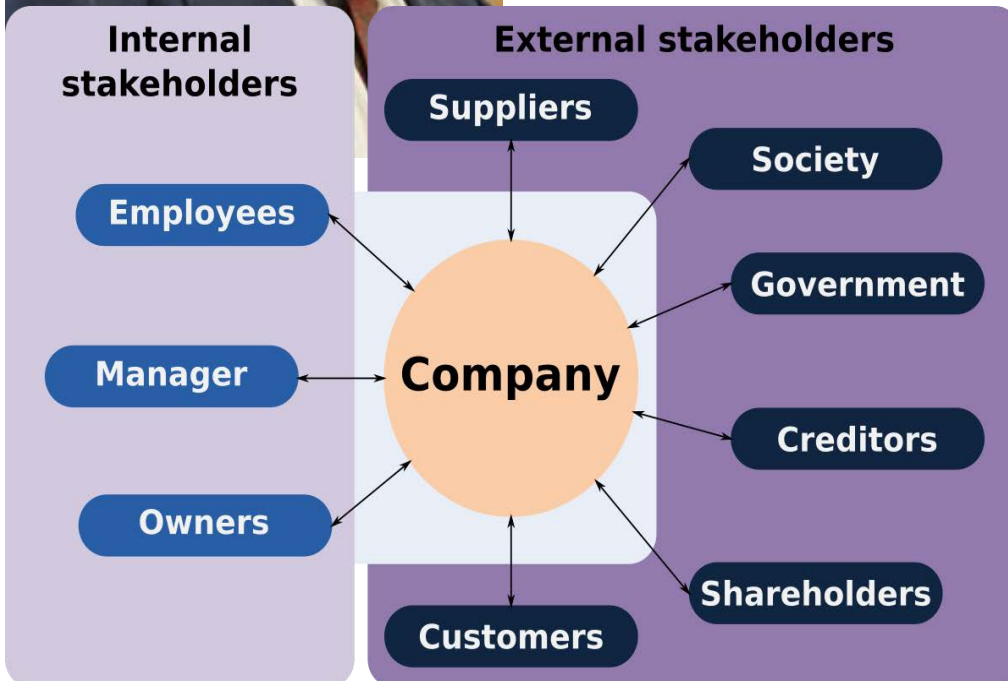 Internal
stakeholders
Employees
Manager
Owners
External stakeholders
Suppliers
Society
Government
Company
Creditors
Shareholders
Customers